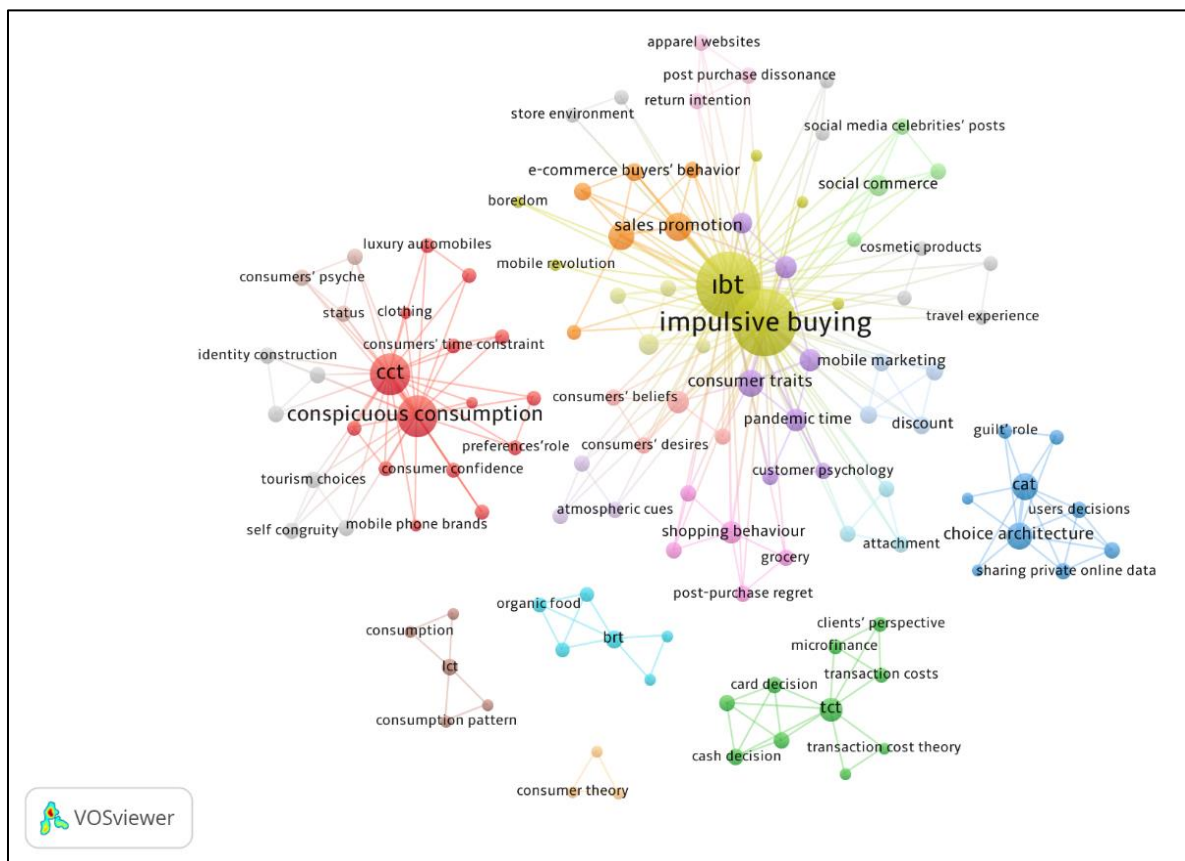 apparel websites
post purchase dissonance
return intention
store environment
social media celebrities' posts
e-commerce buyers' behavior
social commerce
boredom
sales promotion
luxury automobiles
cosmetic products
mobile revolution
consumers' psyche
ıbt
status
clothing
travel experience
impulsive buying
consumers' time constraint
identity construction
mobile marketing
cct
consumer traits
consumers' beliefs
conspicuous consumption
pandemic time
discount
guilt' role
preferences'role
consumers' desires
consumer confidence
customer psychology
tourism choices
cat
users decisions
atmospheric cues
mobile phone brands
self congruity
shopping behaviour
attachment
choice architecture
grocery
sharing private online data
post-purchase regret
organic food
clients' perspective
consumption
brt
microfinance
lct
transaction costs
card decision
tct
consumption pattern
cash decision
transaction cost theory
consumer theory
VOSviewer